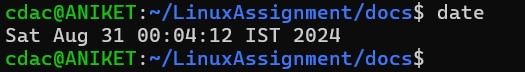 cdac@ANIKET:~/LinuxAssignment/docs$ date
Sat Aug 31 00:04:12 IST 2024
cdac@ANIKET:~/LinuxAssignment/docs$